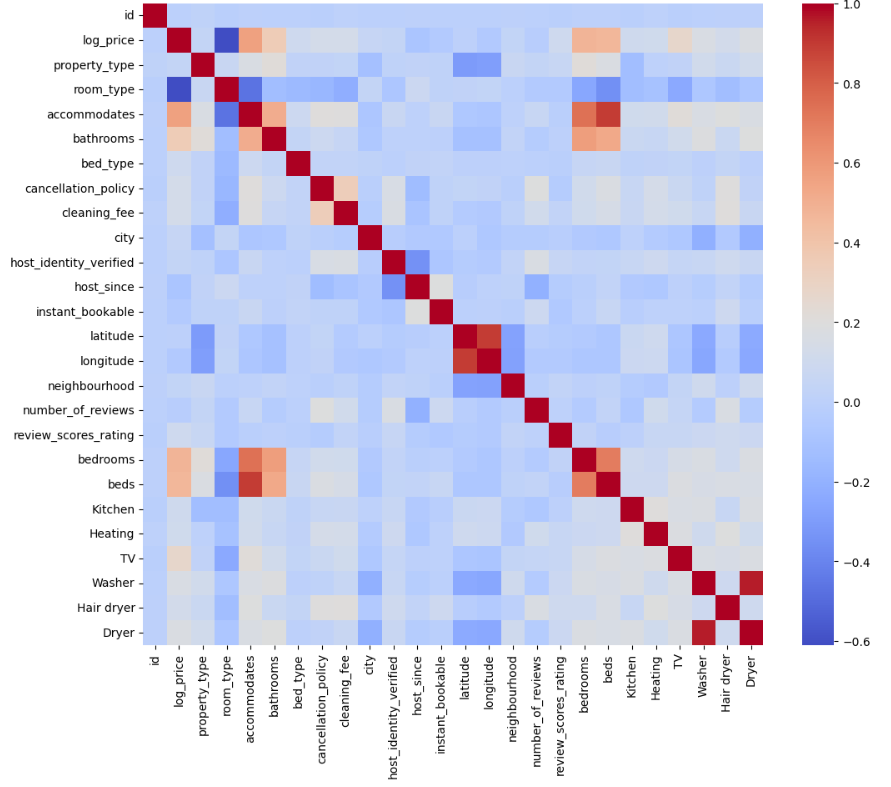 id
log_price
property_type
room_type
accommodates
bathrooms
bed_type
cancellation_policy
cleaning_fee
city
host_identity_verified
host_since
instant_bookable
latitude
longitude
neighbourhood
number_of_reviews
review_scores_rating
bedrooms
beds
Kitchen
Heating
TV
Washer
Hair dryer
Dryer
id
log_price
property_type
room_type
accommodates
bathrooms
bed_type
cancellation_policy
cleaning_fee
city
host_identity_verified
host_since
instant_bookable
latitude
longitude
neighbourhood
number_of_reviews
review_scores_rating
bedrooms
beds
Kitchen
Heating
TV
Washer
Hair dryer
Dryer
1.0
0.8
0.6
0.4
0.2
0.0
−0.2
−0.4
−0.6